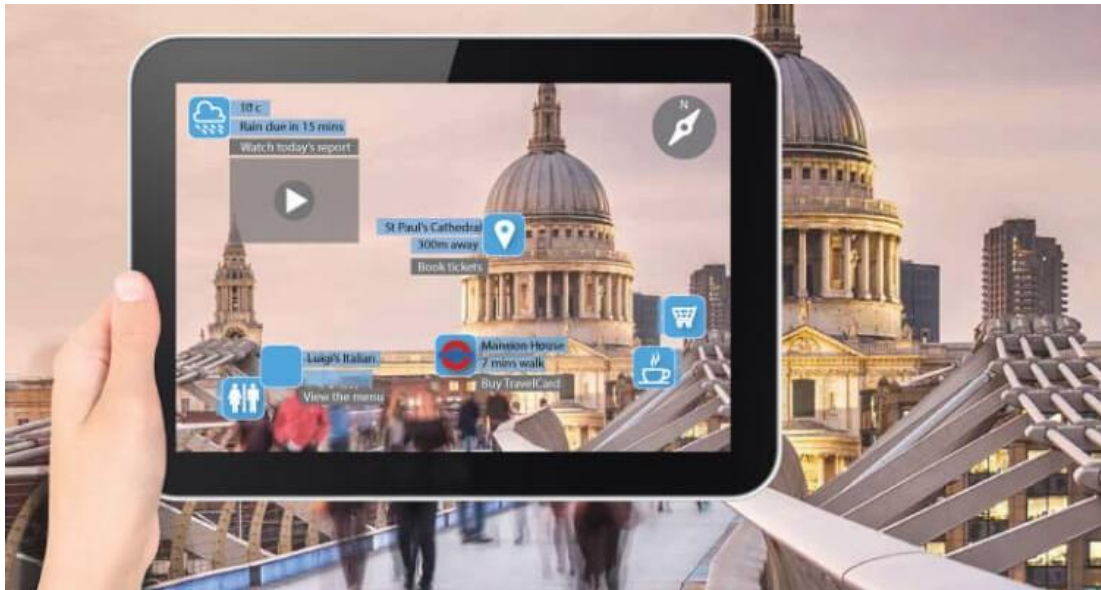 10 c
Rain due in 15 mins
Watch today's report
N
St Paul's Cathedral
300m away
Book tickets
Mansion House
7 mins walk
Buy TravelCard
Luigi's Italian
View the menu